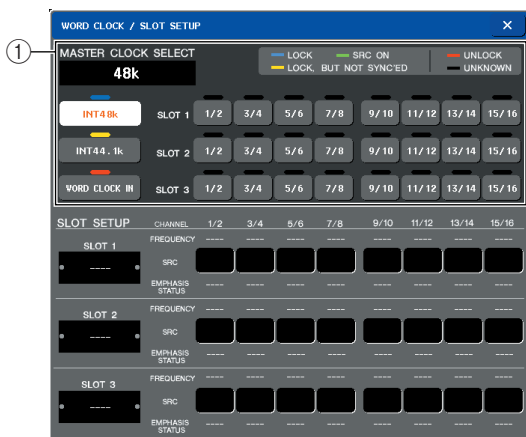 WORD CLOCK / SLOT SETUP ×
① MASTER CLOCK SELECT
48k
LOCK SRC ON UNLOCK
LOCK, BUT NOT SYNC'ED UNKNOWN
INT48k SLOT 1 1/2 3/4 5/6 7/8 9/10 11/12 13/14 15/16
INT44.1k SLOT 2 1/2 3/4 5/6 7/8 9/10 11/12 13/14 15/16
WORD CLOCK IN SLOT 3 1/2 3/4 5/6 7/8 9/10 11/12 13/14 15/16
SLOT SETUP CHANNEL 1/2 3/4 5/6 7/8 9/10 11/12 13/14 15/16
SLOT 1 FREQUENCY ---- ---- ---- ---- ---- ---- ---- ----
---- SRC
EMPHASIS STATUS ---- ---- ---- ---- ---- ---- ---- ----
SLOT 2 FREQUENCY ---- ---- ---- ---- ---- ---- ---- ----
---- SRC
EMPHASIS STATUS ---- ---- ---- ---- ---- ---- ---- ----
SLOT 3 FREQUENCY ---- ---- ---- ---- ---- ---- ---- ----
---- SRC
EMPHASIS STATUS ---- ---- ---- ---- ---- ---- ---- ----